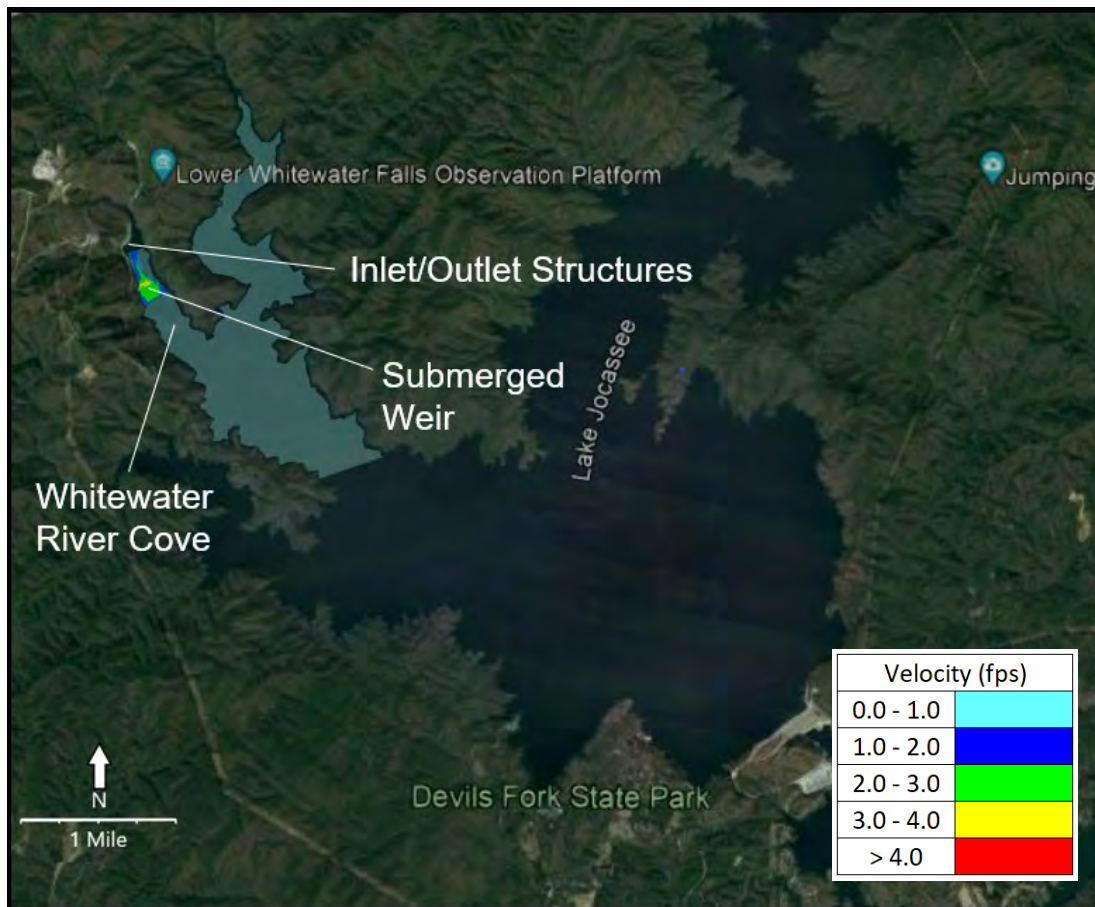 Lower Whitewater Falls Observation Platform
Jumping
Inlet/Outlet Structures
Submerged
Weir
Lake Jocassee
Whitewater
River Cove
Devils Fork State Park
N
1 Mile
Velocity (fps)
0.0 - 1.0
1.0 - 2.0
2.0 - 3.0
3.0 - 4.0
> 4.0